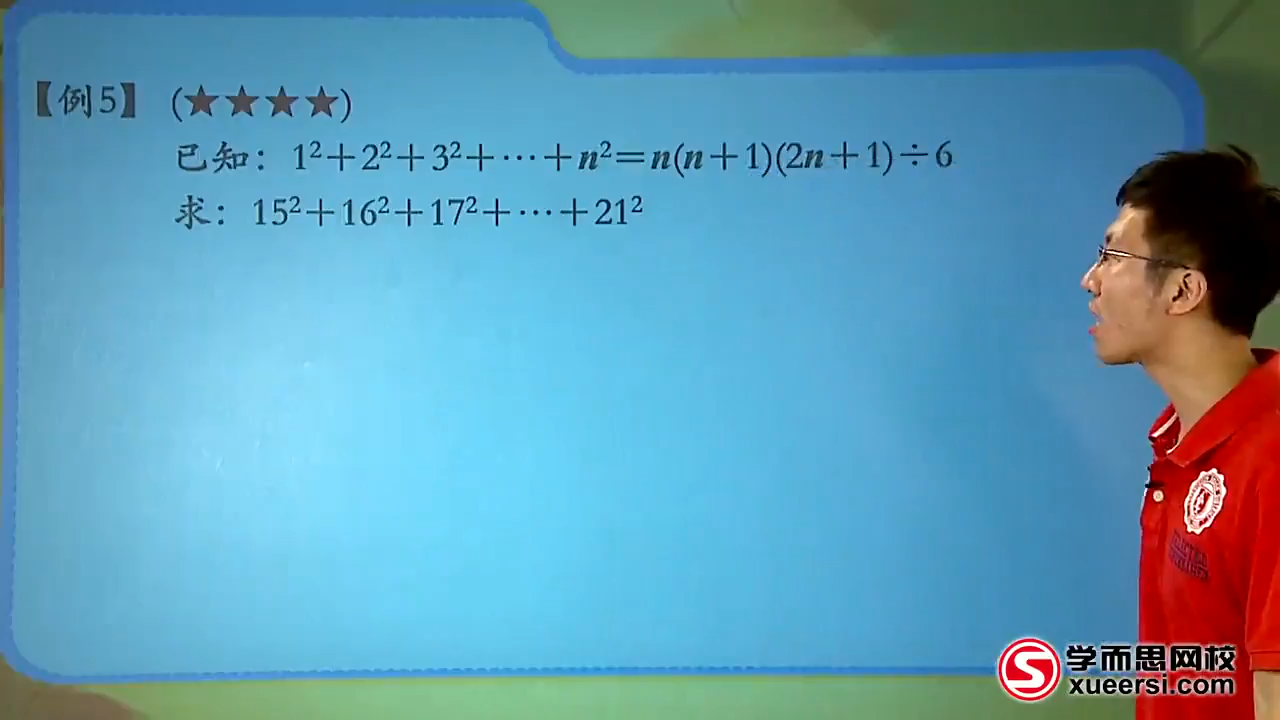 【例5】 (★★★★)
已知：1²+2²+3²+⋯+n²=n(n+1)(2n+1)÷6
求：15²+16²+17²+⋯+21²
学而思网校
xueersi.com